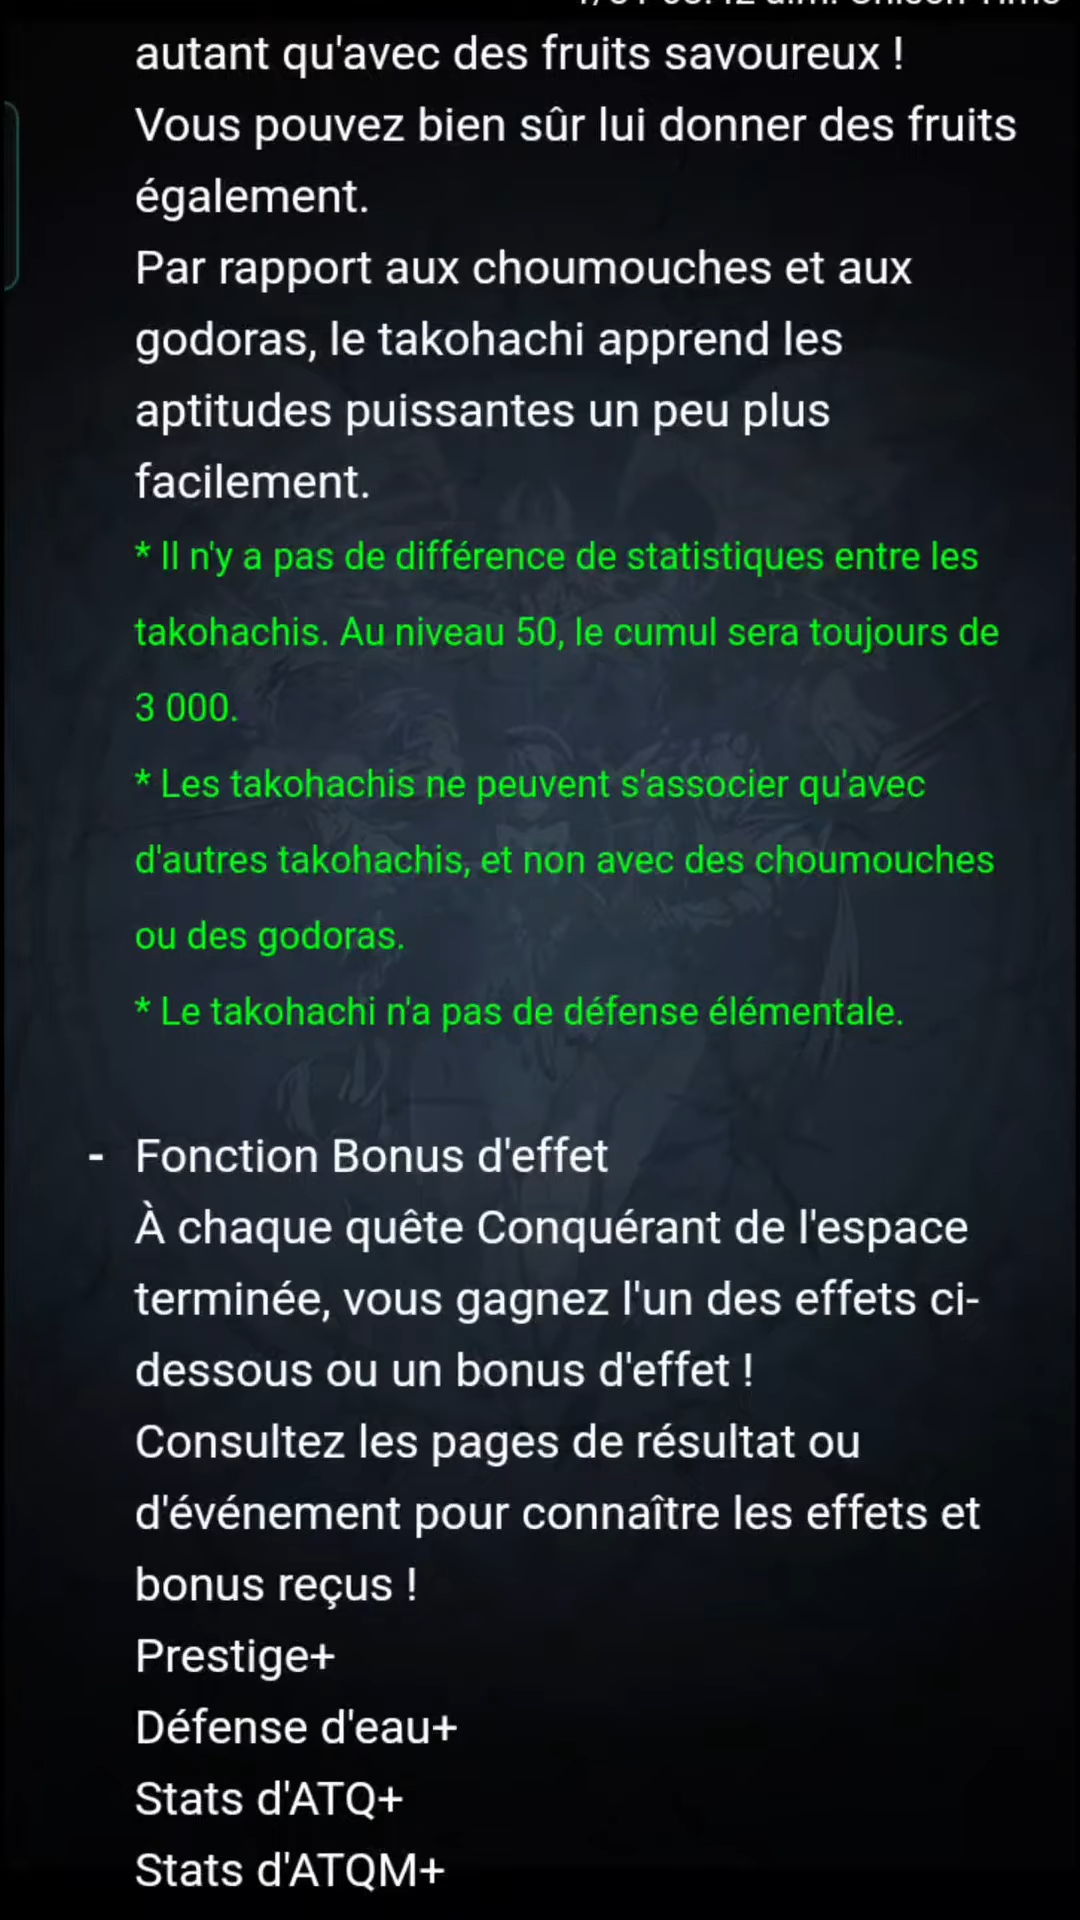 autant qu'avec des fruits savoureux !
Vous pouvez bien sûr lui donner des fruits
également.
Par rapport aux choumouches et aux
godoras, le takohachi apprend les
aptitudes puissantes un peu plus
facilement.
* Il n'y a pas de différence de statistiques entre les
takohachis. Au niveau 50, le cumul sera toujours de
3 000.
* Les takohachis ne peuvent s'associer qu'avec
d'autres takohachis, et non avec des choumouches
ou des godoras.
* Le takohachi n'a pas de défense élémentale.
- Fonction Bonus d'effet
À chaque quête Conquérant de l'espace
terminée, vous gagnez l'un des effets ci-
dessous ou un bonus d'effet !
Consultez les pages de résultat ou
d'événement pour connaître les effets et
bonus reçus !
Prestige+
Défense d'eau+
Stats d'ATQ+
Stats d'ATQM+